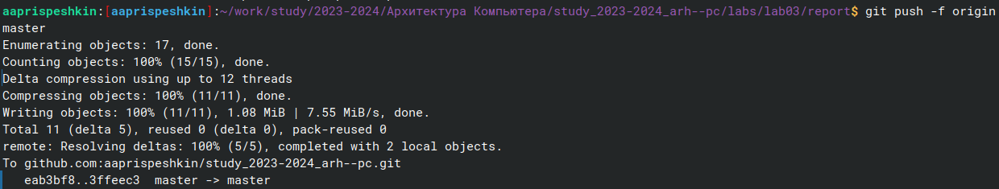 aaprispeshkin:[aaprispeshkin]:~/work/study/2023-2024/Архитектура Компьютера/study_2023-2024_arh--pc/labs/lab03/report$ git push -f origin
master
Enumerating objects: 17, done.
Counting objects: 100% (15/15), done.
Delta compression using up to 12 threads
Compressing objects: 100% (11/11), done.
Writing objects: 100% (11/11), 1.08 MiB | 7.55 MiB/s, done.
Total 11 (delta 5), reused 0 (delta 0), pack-reused 0
remote: Resolving deltas: 100% (5/5), completed with 2 local objects.
To github.com:aaprispeshkin/study_2023-2024_arh--pc.git
   eab3bf8..3ffeec3  master -> master